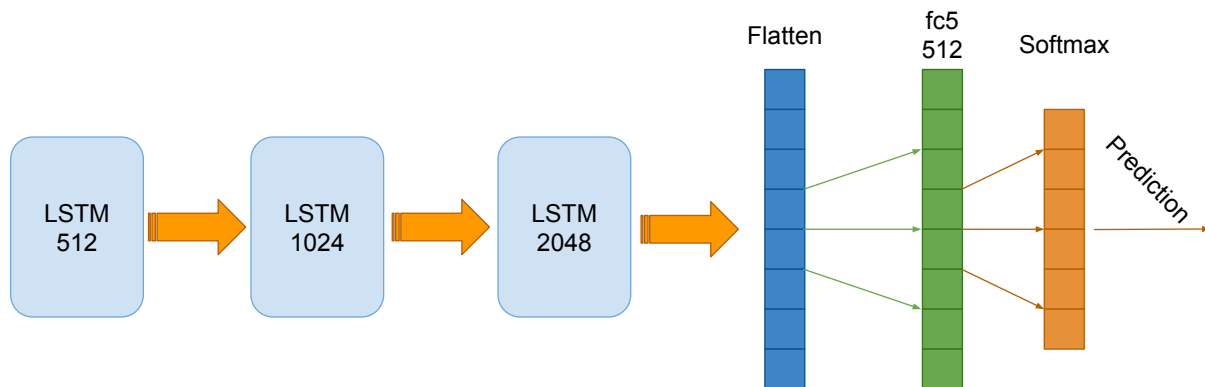 LSTM
512
LSTM
1024
LSTM
2048
Flatten
fc5
512
Softmax
Prediction